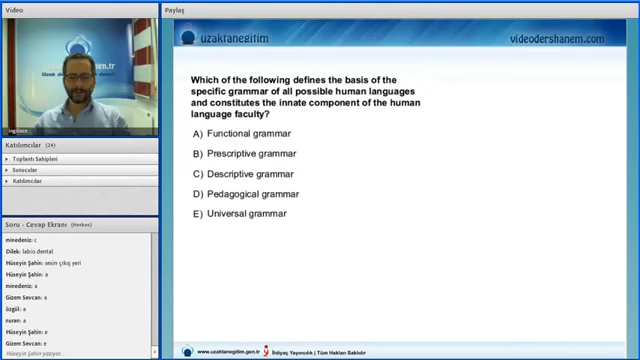 Video
Paylaş
İngilizce
Katılımcılar (24)
Toplantı Sahipleri
Sunucular
Katılımcılar
Soru - Cevap Ekranı (Herkes)
minedeniz: c
Dilek: labio dental
Hüseyin Şahin: sesin çıkış yeri
Hüseyin Şahin: a
minedeniz: a
Gizem Sevcan: a
özgül: a
nuran: a
Hüseyin Şahin: e
Gizem Sevcan: e
Hüseyin Şahin yazıyor..
uzaktanegitim
videodershanem.com
Which of the following defines the basis of the
specific grammar of all possible human languages
and constitutes the innate component of the human
language faculty?
A) Functional grammar
B) Prescriptive grammar
C) Descriptive grammar
D) Pedagogical grammar
E) Universal grammar
www.uzaktanegitim.gen.tr
İhtiyaç Yayıncılık | Tüm Hakları Saklıdır